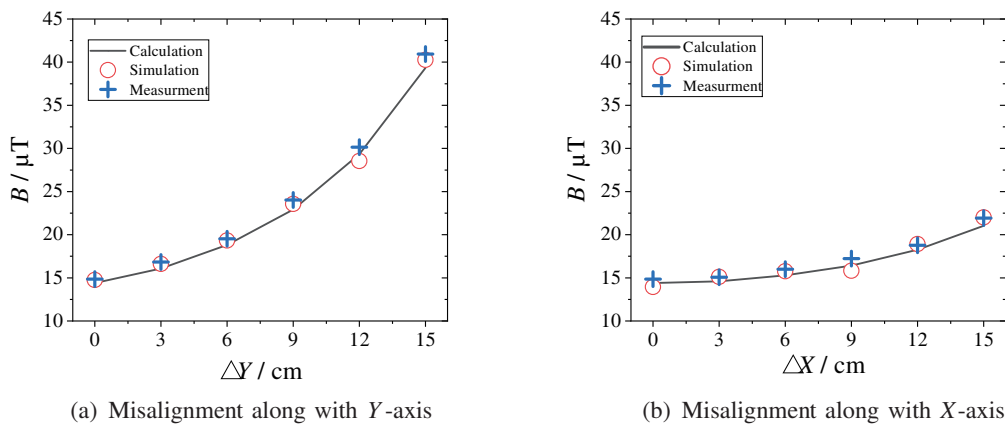 45
40
35
30
25
20
15
10
B / μT
Calculation
Simulation
Measurment
0 3 6 9 12 15
△Y / cm
(a) Misalignment along with Y-axis
45
40
35
30
25
20
15
10
B / μT
Calculation
Simulation
Measurment
0 3 6 9 12 15
△X / cm
(b) Misalignment along with X-axis